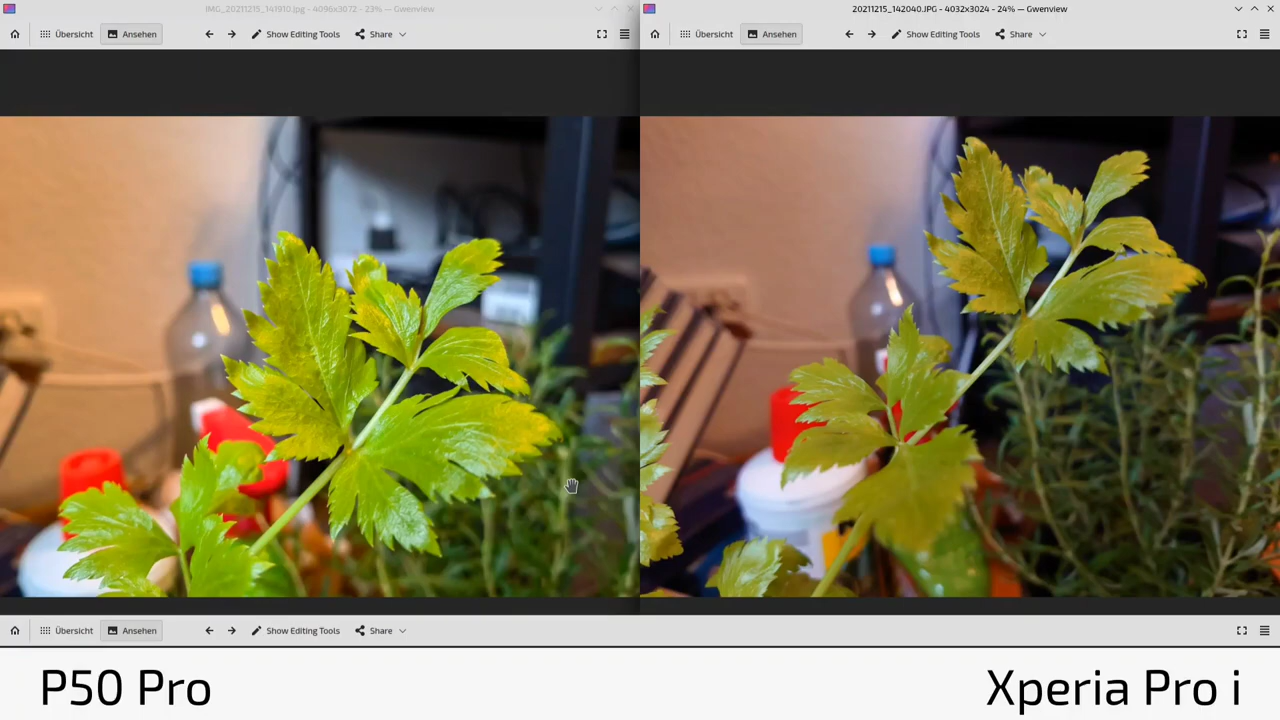 IMG_20211215_141910.jpg - 4096x3072 - 23% — Gwenview
20211215_142040.JPG - 4032x3024 - 24% — Gwenview
Übersicht Ansehen Show Editing Tools Share
Übersicht Ansehen Show Editing Tools Share
Übersicht Ansehen Show Editing Tools Share
P50 Pro
Xperia Pro i